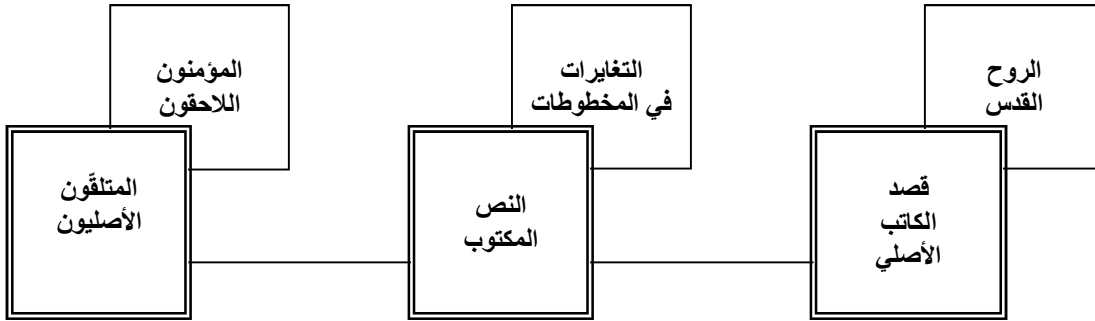 الروح
القدس
قصد
الكاتب
الأصلي
التغايرات
في المخطوطات
النص
المكتوب
المؤمنون
اللاحقون
المتلقّون
الأصليون